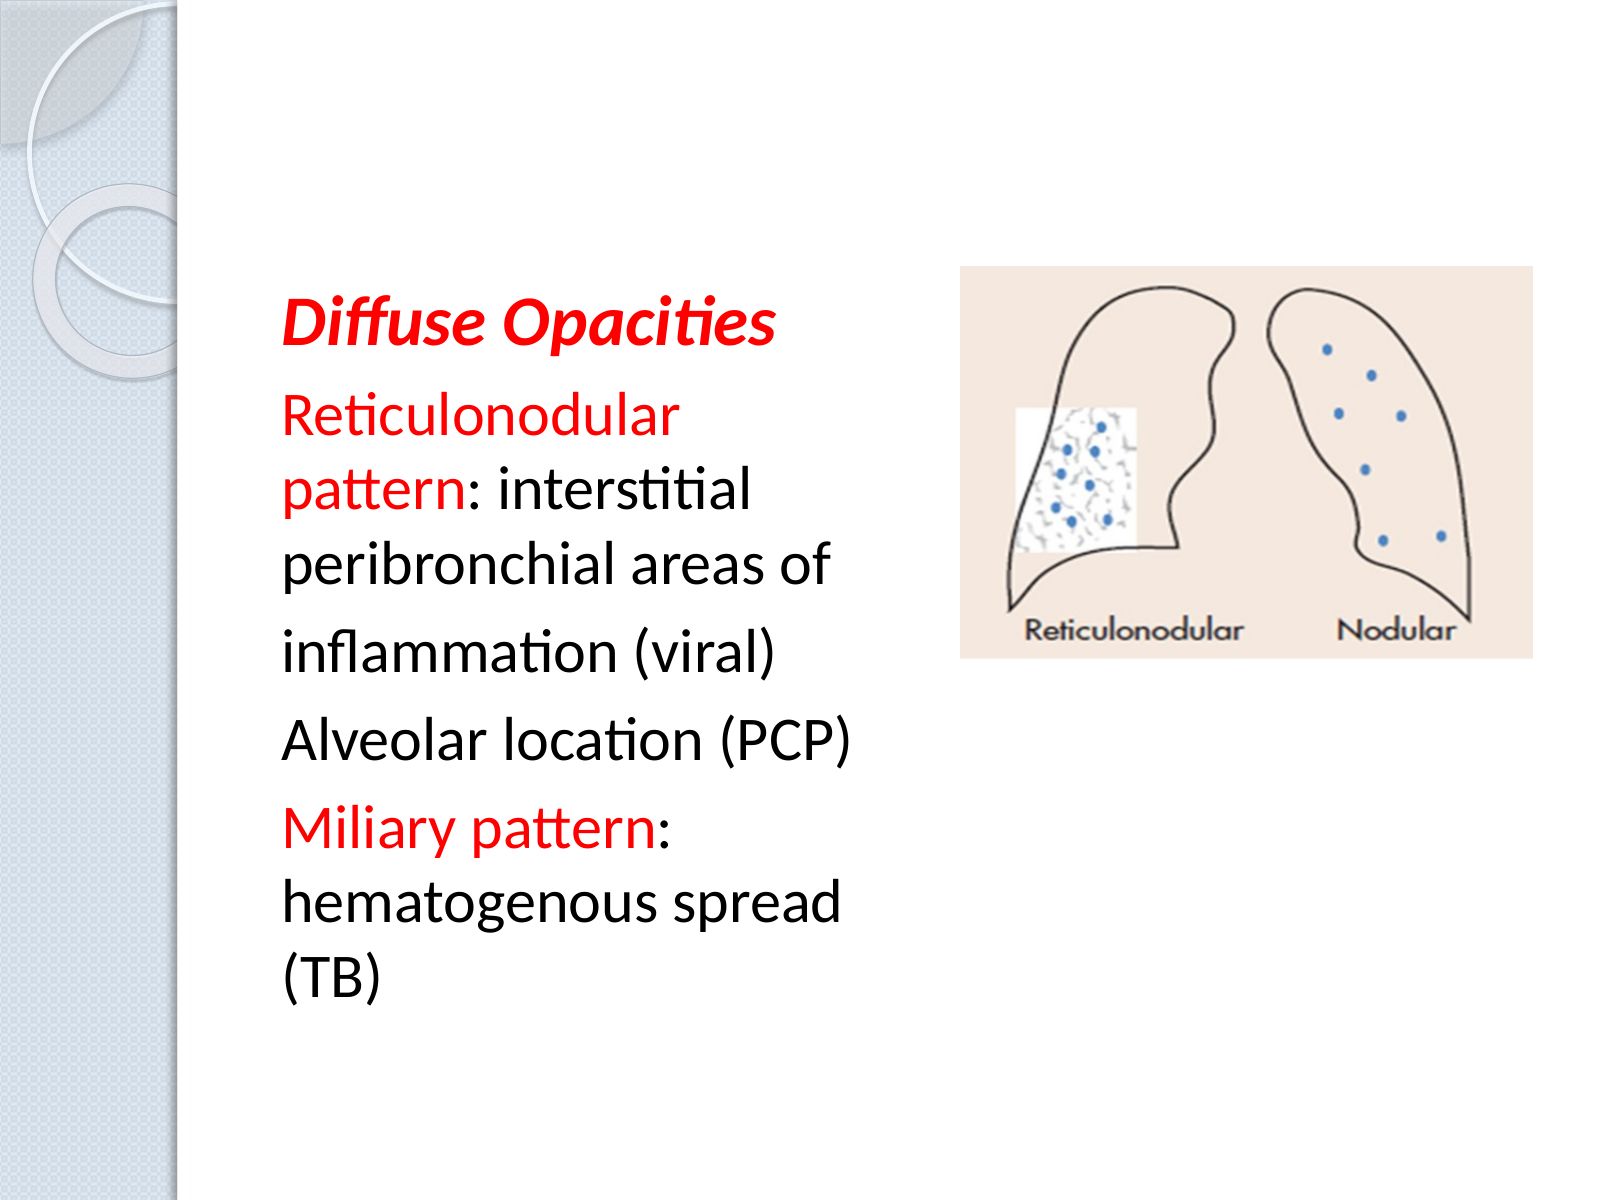 Diffuse Opacities
Reticulonodular
pattern: interstitial
peribronchial areas of
inflammation (viral)
Alveolar location (PCP)
Miliary pattern:
hematogenous spread
(TB)
Reticulonodular
Nodular